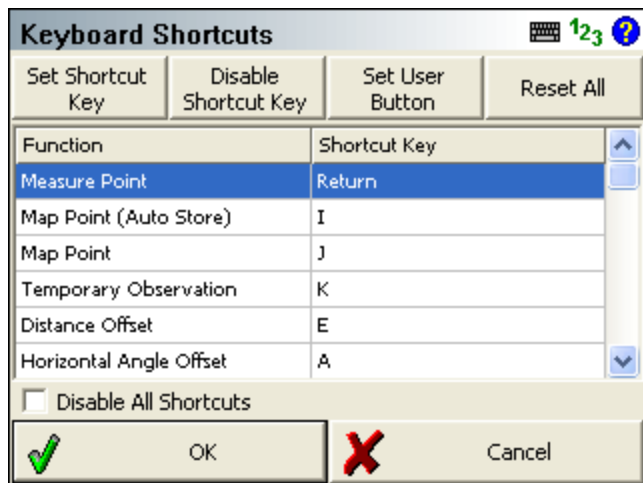 Keyboard Shortcuts 123 ?
Set Shortcut Key
Disable Shortcut Key
Set User Button
Reset All
Function Shortcut Key
Measure Point Return
Map Point (Auto Store) I
Map Point J
Temporary Observation K
Distance Offset E
Horizontal Angle Offset A
Disable All Shortcuts
OK Cancel